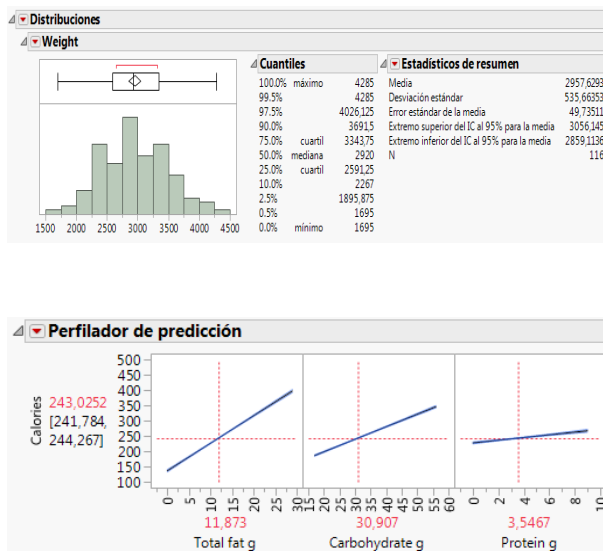 Distribuciones
Weight
1500 2000 2500 3000 3500 4000 4500
Cuantiles
100.0% máximo 4285
99.5% 4285
97.5% 4026,125
90.0% 3691,5
75.0% cuartil 3343,75
50.0% mediana 2920
25.0% cuartil 2591,25
10.0% 2267
2.5% 1895,875
0.5% 1695
0.0% mínimo 1695
Estadísticos de resumen
Media 2957,6293
Desviación estándar 535,66353
Error estándar de la media 49,73511
Extremo superior del IC al 95% para la media 3056,145
Extremo inferior del IC al 95% para la media 2859,1136
N 116
Perfilador de predicción
Calories
243,0252
[241,784,
244,267]
500
450
400
350
300
250
200
150
100
0 5 10 15 20 25 30
15 20 25 30 35 40 45 50 55 60
0 2 4 6 8 10
11,873
Total fat g
30,907
Carbohydrate g
3,5467
Protein g